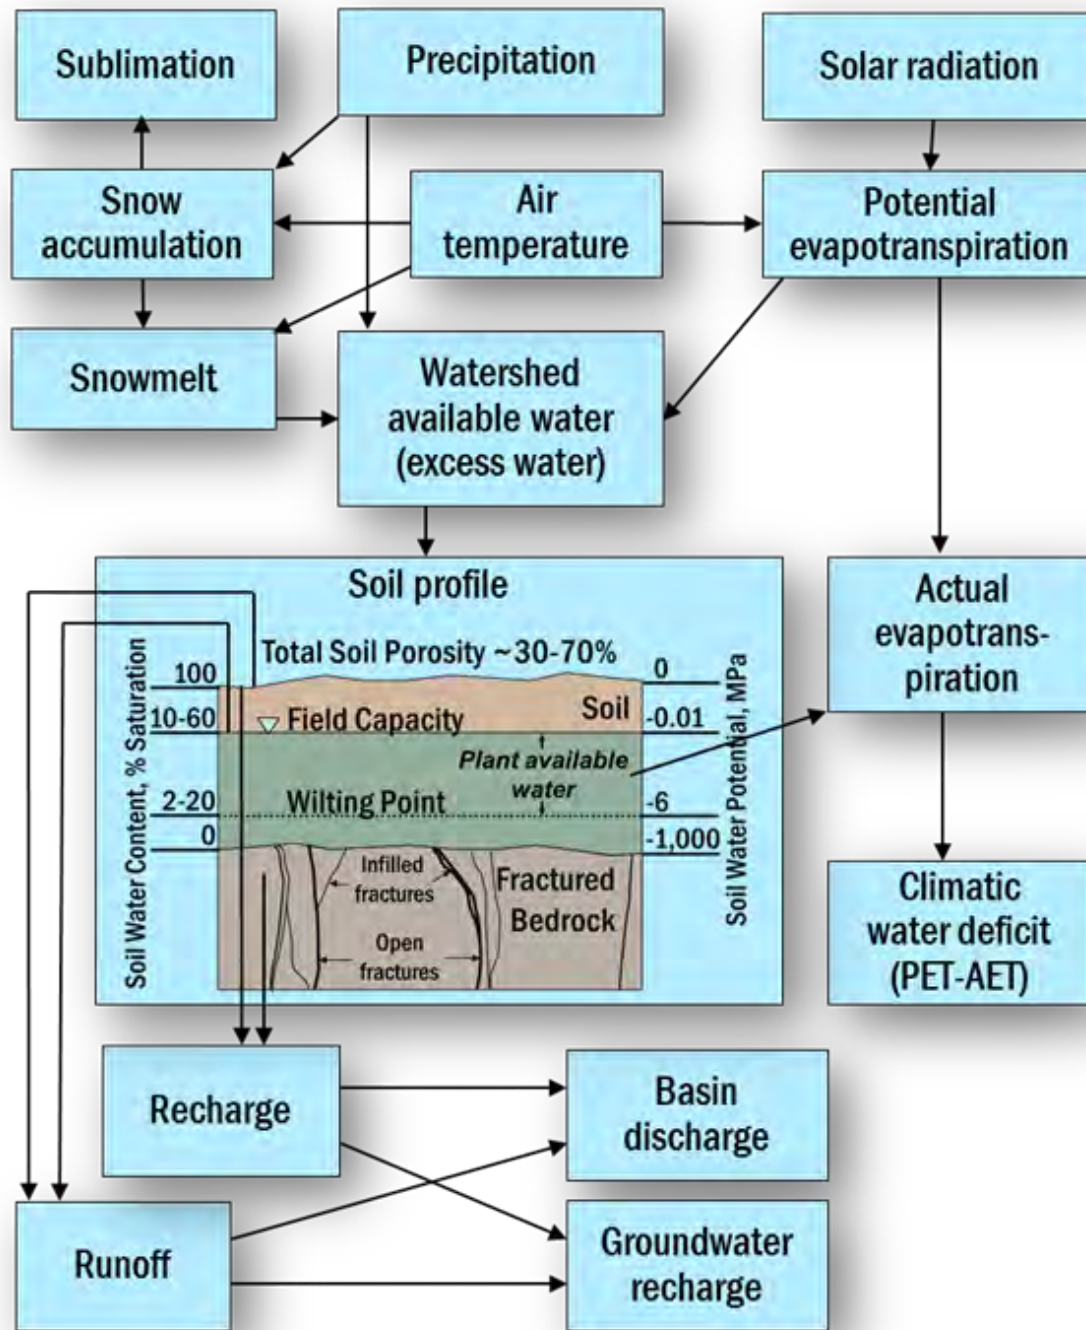 Sublimation
Precipitation
Solar radiation
Snow
accumulation
Air
temperature
Potential
evapotranspiration
Snowmelt
Watershed
available water
(excess water)
Soil profile
Total Soil Porosity ~30-70%
Soil Water Content, % Saturation
100
10-60
2-20
0
Field Capacity
Soil
Plant available
water
Wilting Point
Infilled
fractures
Open
fractures
Fractured
Bedrock
0
-0.01
-6
-1,000
Soil Water Potential, MPa
Actual
evapotrans-
piration
Climatic
water deficit
(PET-AET)
Recharge
Basin
discharge
Runoff
Groundwater
recharge